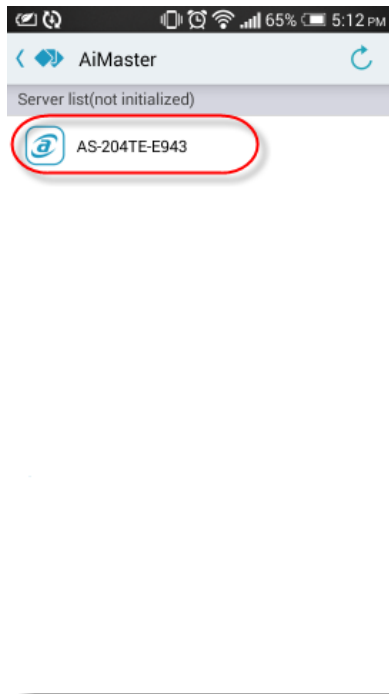 65% 5:12 PM
AiMaster
Server list(not initialized)
AS-204TE-E943